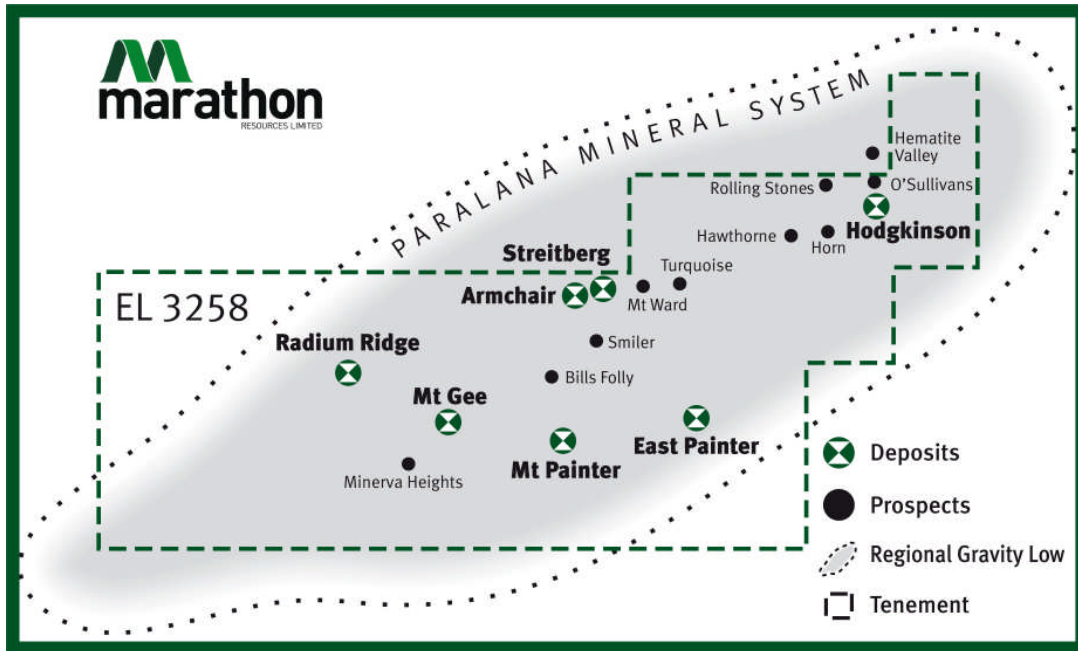 marathon
RESOURCES LIMITED
PARALANA MINERAL SYSTEM
Hematite
Valley
Rolling Stones
O'Sullivans
Hawthorne
Horn
Hodgkinson
Streitberg
Turquoise
Armchair
Mt Ward
EL 3258
Radium Ridge
Smiler
Bills Folly
Mt Gee
East Painter
Mt Painter
Minerva Heights
Deposits
Prospects
Regional Gravity Low
Tenement